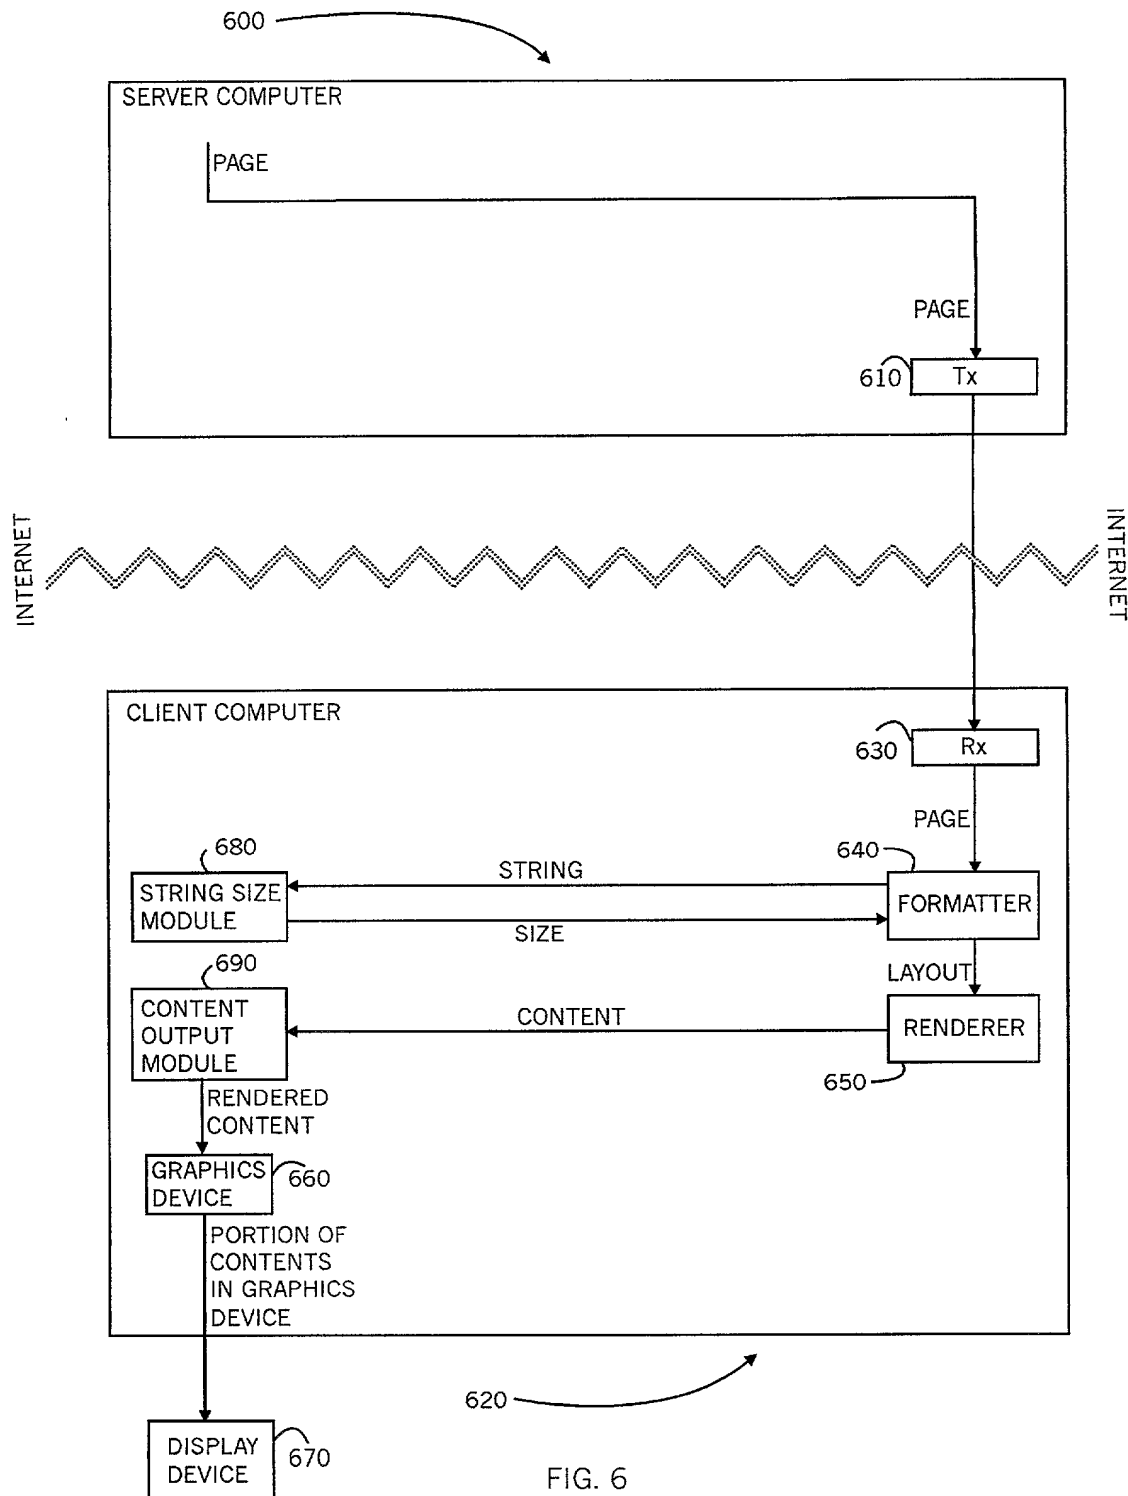 600
SERVER COMPUTER
PAGE
PAGE
610
Tx
INTERNET
INTERNET
CLIENT COMPUTER
630
Rx
PAGE
680
640
STRING
STRING SIZE
MODULE
FORMATTER
SIZE
690
LAYOUT
CONTENT
OUTPUT
MODULE
CONTENT
RENDERER
650
RENDERED
CONTENT
GRAPHICS
DEVICE
660
PORTION OF
CONTENTS
IN GRAPHICS
DEVICE
620
DISPLAY
DEVICE
670
FIG. 6